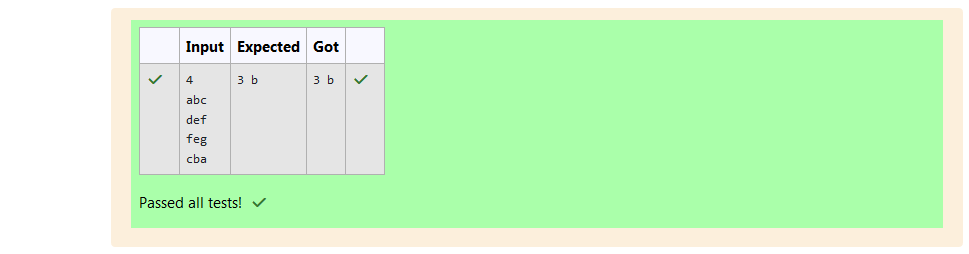 Input Expected Got
4 3 b 3 b
abc
def
feg
cba
Passed all tests!